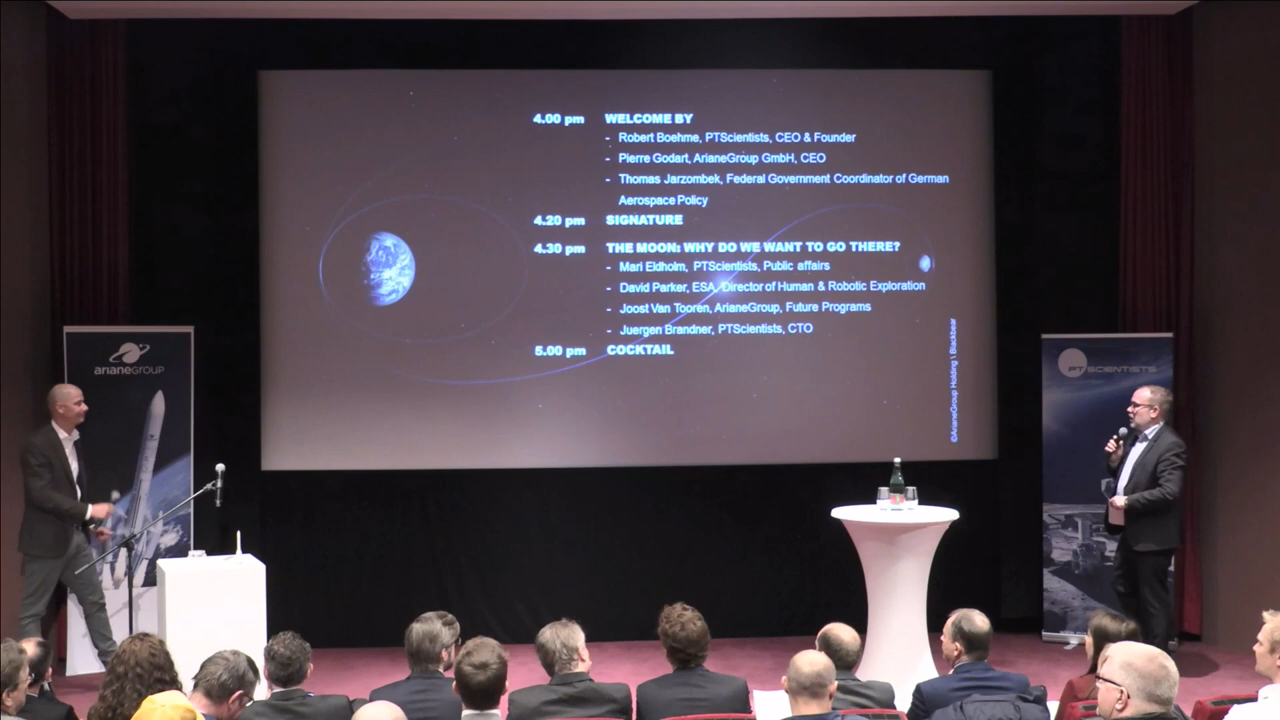 4.00 pm WELCOME BY
- Robert Boehme, PTScientists, CEO & Founder
- Pierre Godart, ArianeGroup GmbH, CEO
- Thomas Jarzombek, Federal Government Coordinator of German
Aerospace Policy
4.20 pm SIGNATURE
4.30 pm THE MOON: WHY DO WE WANT TO GO THERE?
- Mari Eldholm, PTScientists, Public affairs
- David Parker, ESA, Director of Human & Robotic Exploration
- Joost Van Tooren, ArianeGroup, Future Programs
- Juergen Brandner, PTScientists, CTO
5.00 pm COCKTAIL
©ArianeGroup Holding \ Blackbear
arianeGROUP
PTSCIENTISTS